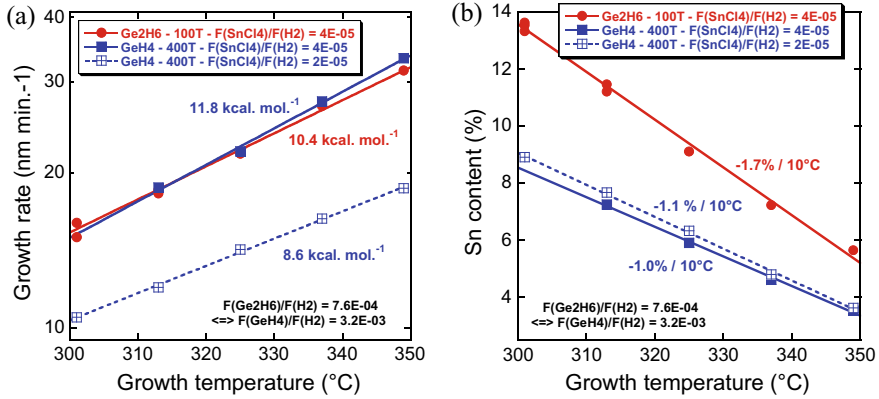 (a)
Ge2H6 - 100T - F(SnCl4)/F(H2) = 4E-05
GeH4 - 400T - F(SnCl4)/F(H2) = 4E-05
GeH4 - 400T - F(SnCl4)/F(H2) = 2E-05
Growth rate (nm min.-1)
40
30
20
10
11.8 kcal. mol.-1
10.4 kcal. mol.-1
8.6 kcal. mol.-1
F(Ge2H6)/F(H2) = 7.6E-04
<=> F(GeH4)/F(H2) = 3.2E-03
300 310 320 330 340 350
Growth temperature (°C)
(b)
Ge2H6 - 100T - F(SnCl4)/F(H2) = 4E-05
GeH4 - 400T - F(SnCl4)/F(H2) = 4E-05
GeH4 - 400T - F(SnCl4)/F(H2) = 2E-05
Sn content (%)
14
12
10
8
6
4
-1.7% / 10°C
-1.1 % / 10°C
-1.0% / 10°C
F(Ge2H6)/F(H2) = 7.6E-04
<=> F(GeH4)/F(H2) = 3.2E-03
300 310 320 330 340 350
Growth temperature (°C)